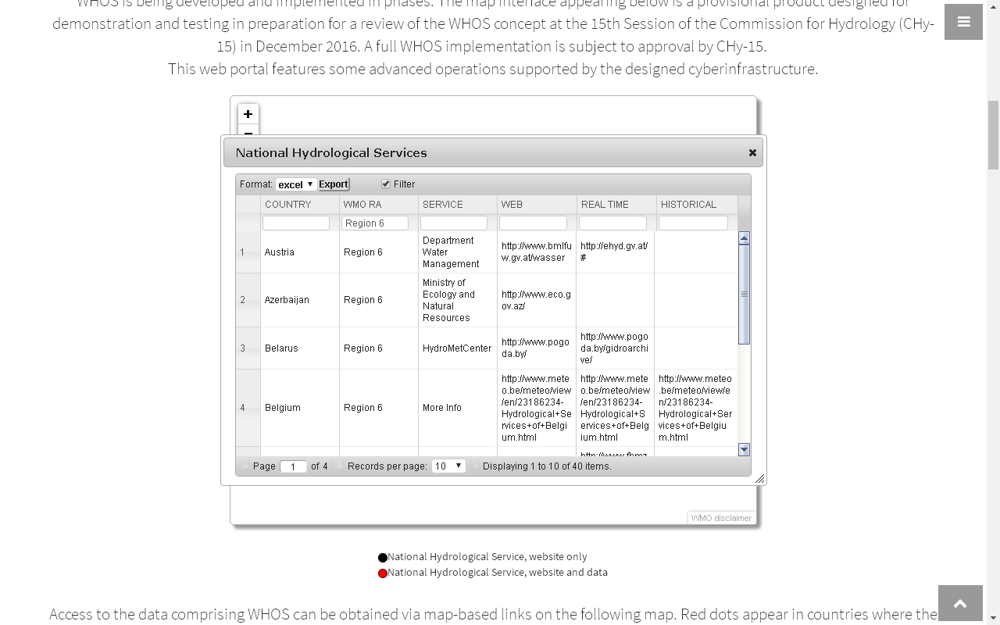 WHOS is being developed and implemented in phases. The map interface appearing below is a provisional product designed for
demonstration and testing in preparation for a review of the WHOS concept at the 15th Session of the Commission for Hydrology (CHy-
15) in December 2016. A full WHOS implementation is subject to approval by CHy-15.
This web portal features some advanced operations supported by the designed cyberinfrastructure.
+
National Hydrological Services
Format: excel Export Filter
COUNTRY WMO RA SERVICE WEB REAL TIME HISTORICAL
Region 6
1 Austria Region 6 Department Water Management http://www.bmlfuw.gv.at/wasser http://ehyd.gv.at/#
2 Azerbaijan Region 6 Ministry of Ecology and Natural Resources http://www.eco.gov.az/
3 Belarus Region 6 HydroMetCenter http://www.pogoda.by/ http://www.pogoda.by/gidroarchive/
4 Belgium Region 6 More Info http://www.meteo.be/meteo/view/en/23186234-Hydrological+Services+of+Belgium.html http://www.meteo.be/meteo/view/en/23186234-Hydrological+Services+of+Belgium.html http://www.meteo.be/meteo/view/en/23186234-Hydrological+Services+of+Belgium.html
Page 1 of 4 Records per page: 10 Displaying 1 to 10 of 40 items.
WMO disclaimer
National Hydrological Service, website only
National Hydrological Service, website and data
Access to the data comprising WHOS can be obtained via map-based links on the following map. Red dots appear in countries where the